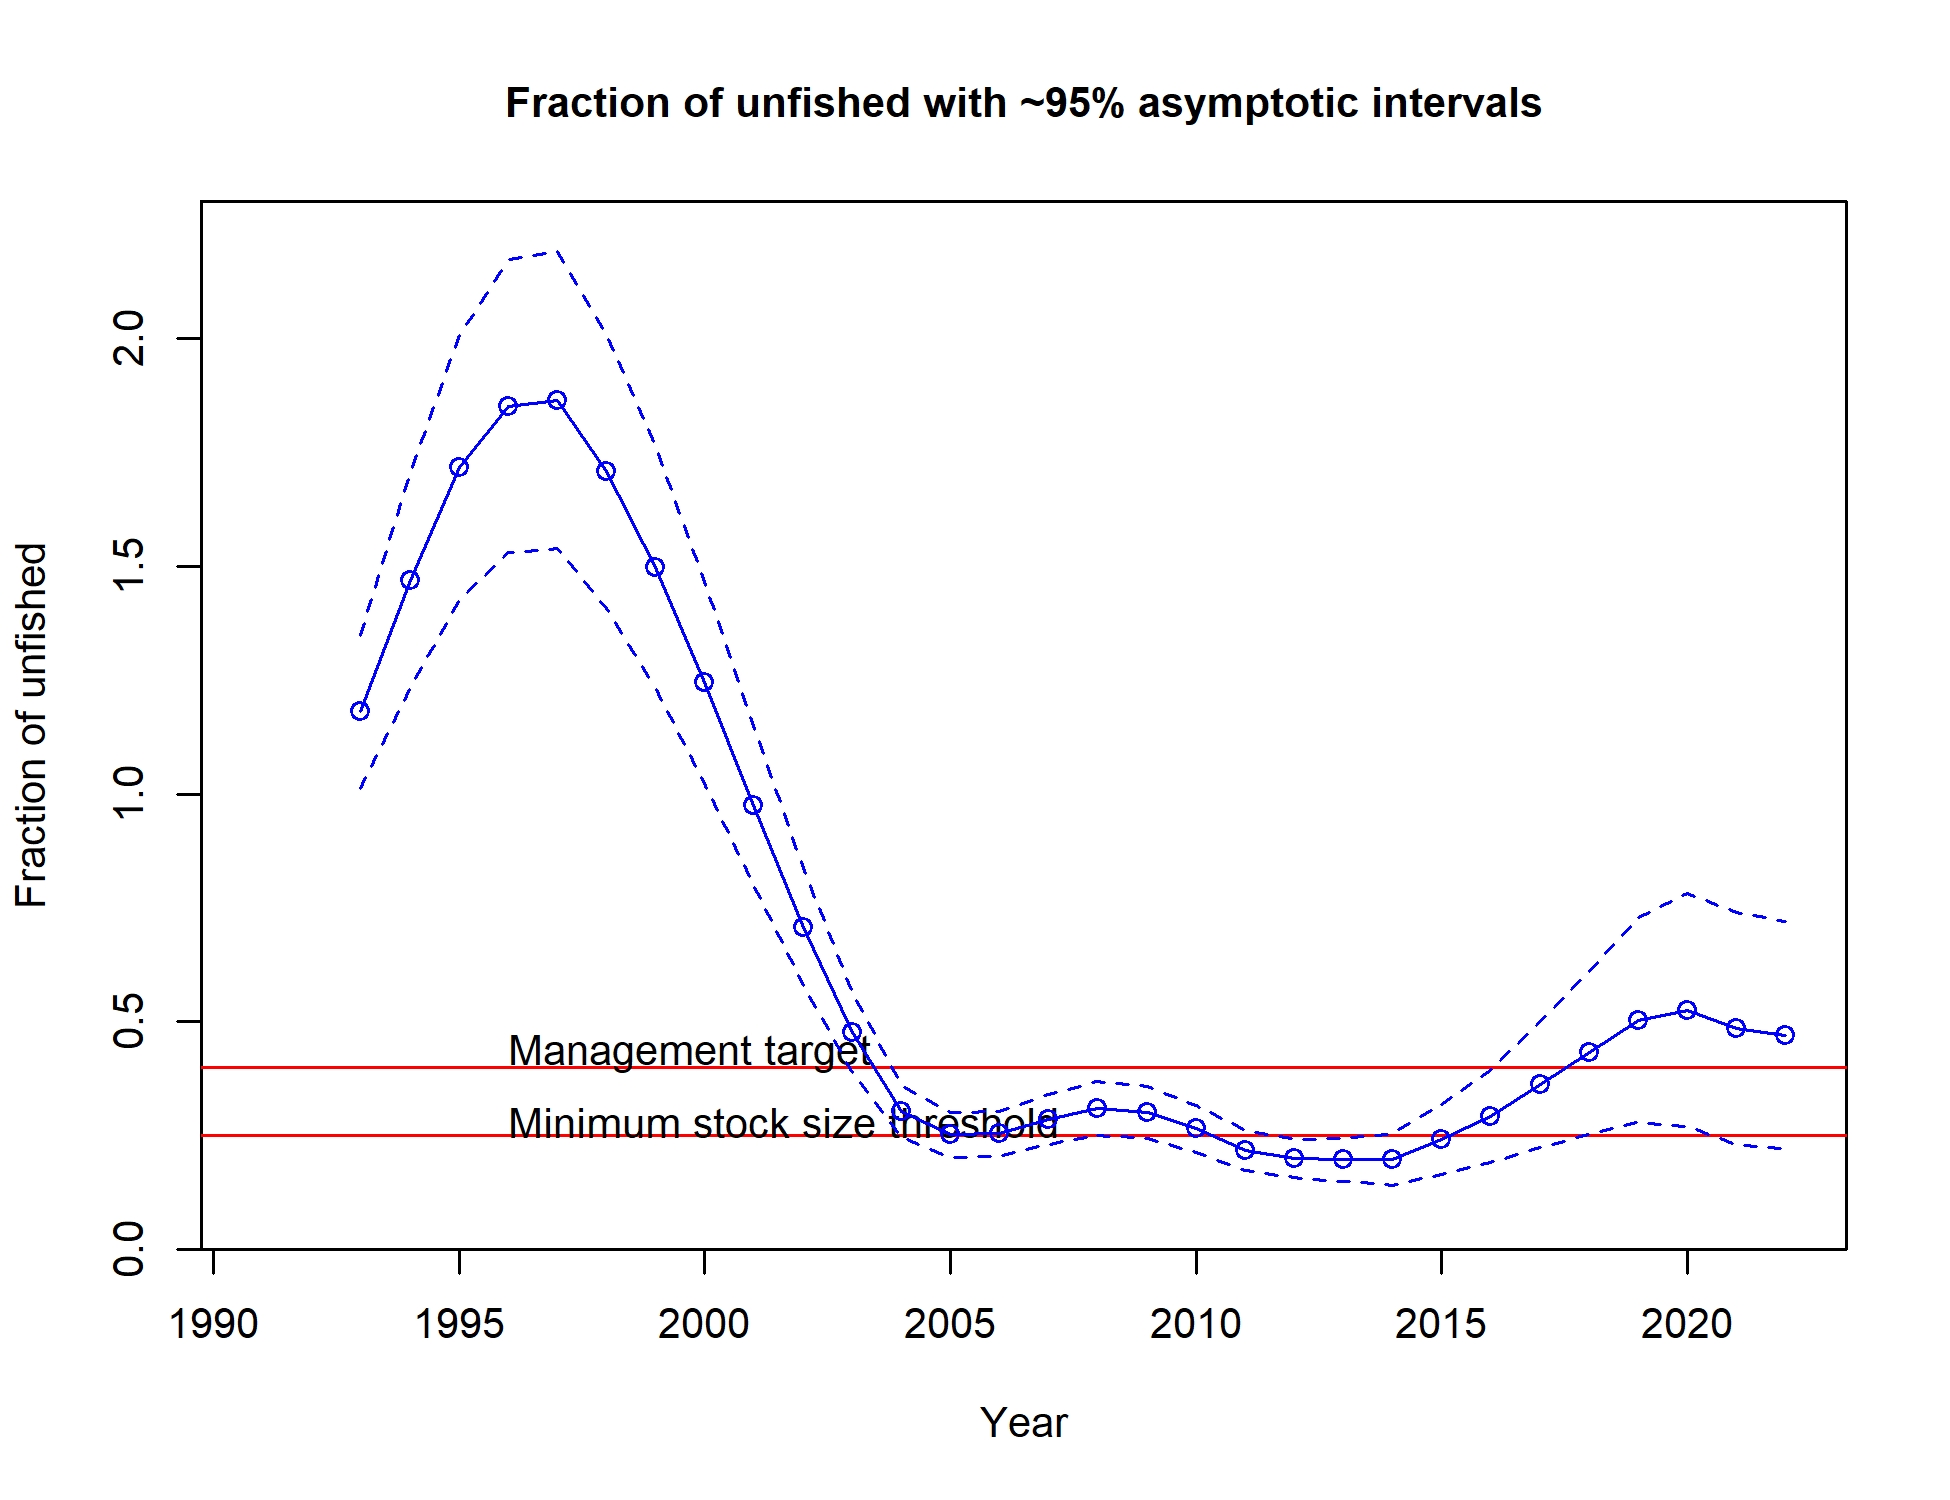 Fraction of unfished with ~95% asymptotic intervals
Fraction of unfished
2.0
1.5
1.0
0.5
0.0
Management target
Minimum stock size threshold
1990 1995 2000 2005 2010 2015 2020
Year